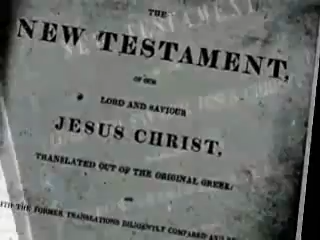 THE
NEW TESTAMENT,
OF OUR
LORD AND SAVIOUR
JESUS CHRIST,
TRANSLATED OUT OF THE ORIGINAL GREEK;
AND
WITH THE FORMER TRANSLATIONS DILIGENTLY COMPARED AND